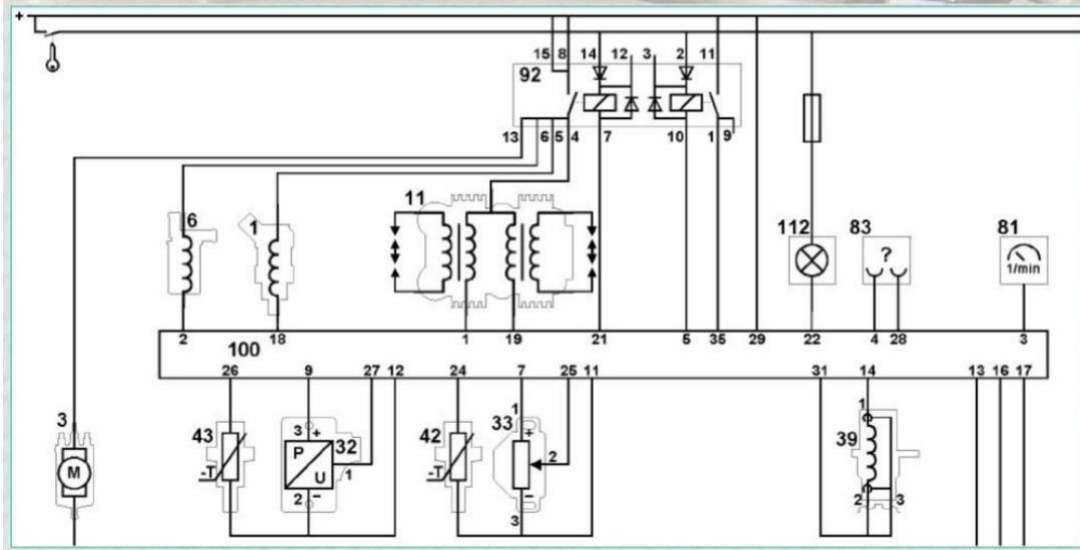 +
15 8 14 12 3 2 11
92
13 6 5 4 7 10 1 9
6 1 11 112 83 81
?
1/min
2 18 1 19 21 5 35 29 22 4 28 3
100
26 9 27 12 24 7 25 11 31 14 13 16 17
3 43 3 + 32 42 33 1 + 39 1
M P U 1 2
-T 2 - -T - 3 2 3